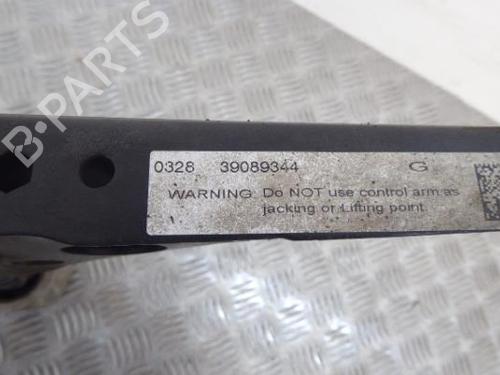 0328 39089344 G
WARNING: Do NOT use control arm as
jacking or Lifting point.
B-PARTS